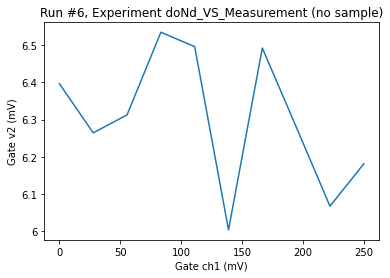 Run #6, Experiment doNd_VS_Measurement (no sample)
Gate v2 (mV)
6.5
6.4
6.3
6.2
6.1
6
0 50 100 150 200 250
Gate ch1 (mV)